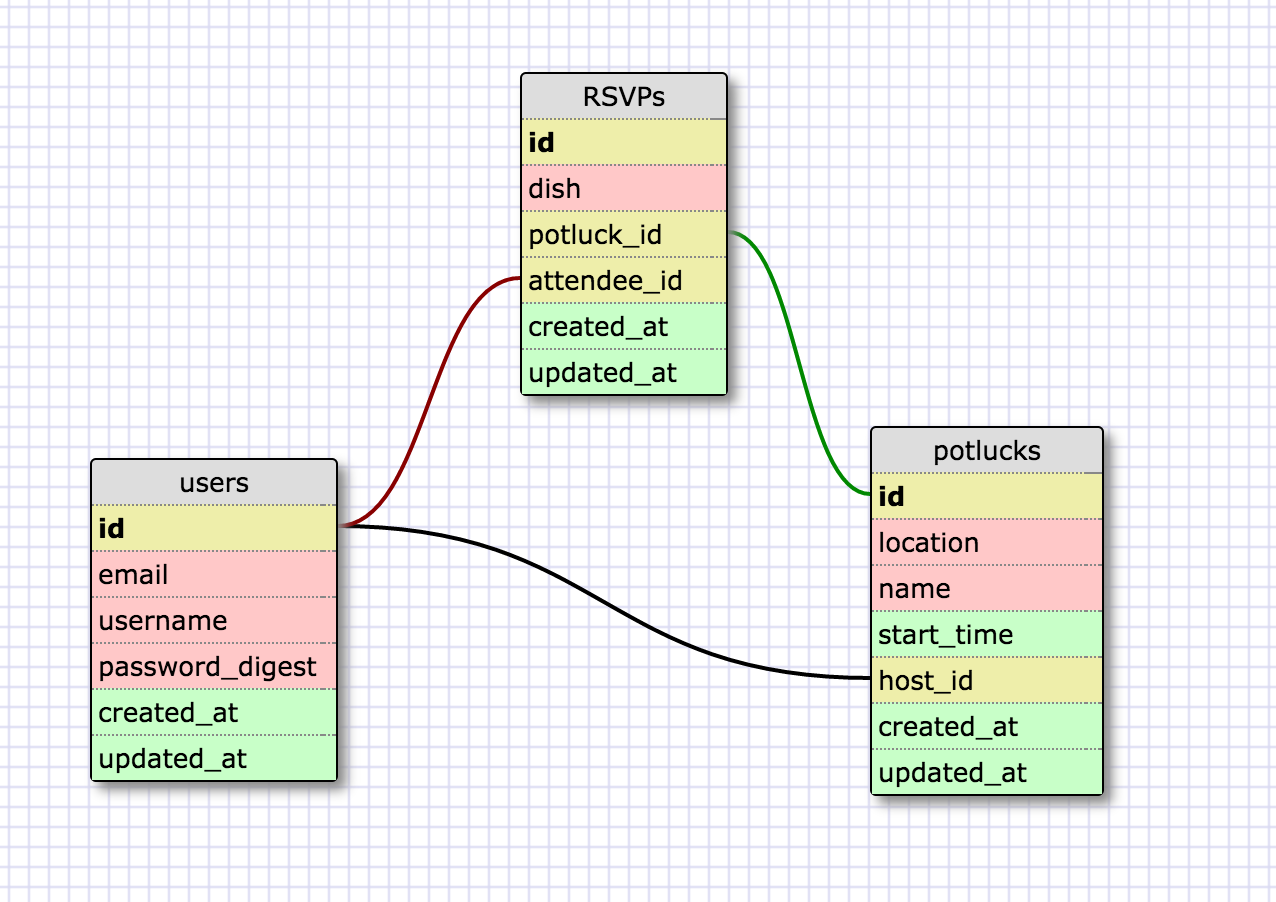 RSVPs
id
dish
potluck_id
attendee_id
created_at
updated_at
users
id
email
username
password_digest
created_at
updated_at
potlucks
id
location
name
start_time
host_id
created_at
updated_at